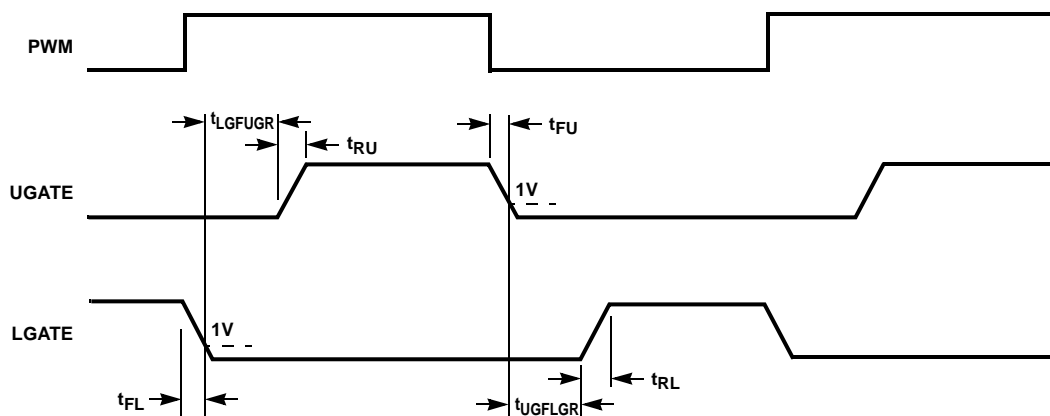 PWM
tLGFUGR
tRU
tFU
UGATE
1V
LGATE
1V
tFL
tRL
tUGFLGR